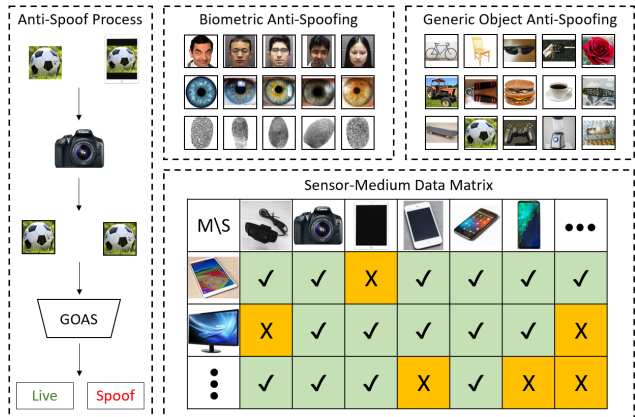 Anti-Spoof Process
Biometric Anti-Spoofing
Generic Object Anti-Spoofing
Sensor-Medium Data Matrix
M\S
✓ ✓ X ✓ ✓ ✓ ✓
X ✓ ✓ ✓ ✓ ✓ X
✓ ✓ ✓ X ✓ X X
GOAS
Live
Spoof